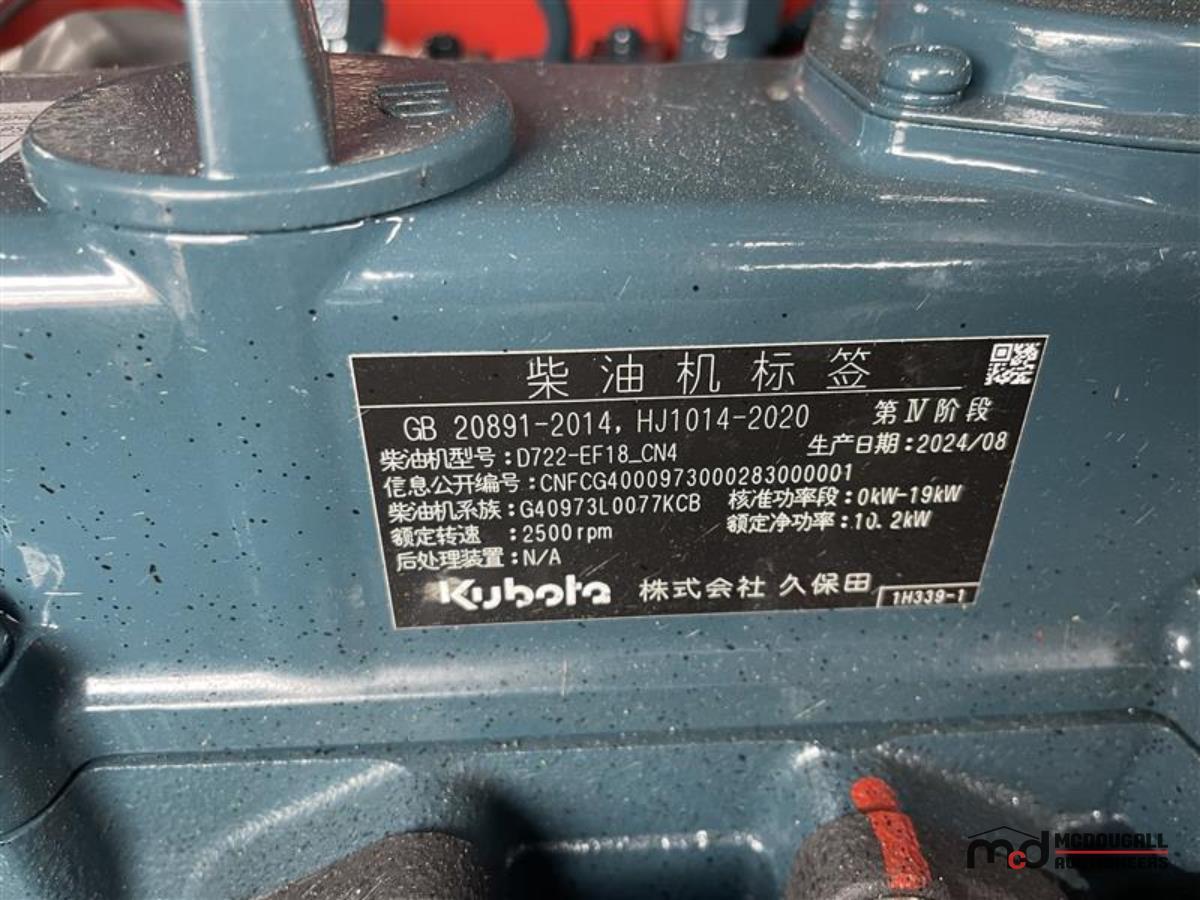 柴油机标签
GB 20891-2014, HJ1014-2020 第Ⅳ阶段
柴油机型号:D722-EF18_CN4 生产日期:2024/08
信息公开编号:CNFCG4000973000283000001
柴油机系族:G40973L0077KCB 核准功率段:0kW-19kW
额定转速 :2500rpm 额定净功率:10.2kW
后处理装置:N/A
Kubota 株式会社 久保田 1H339-1
mcd MCDOUGALL
AUCTIONEERS